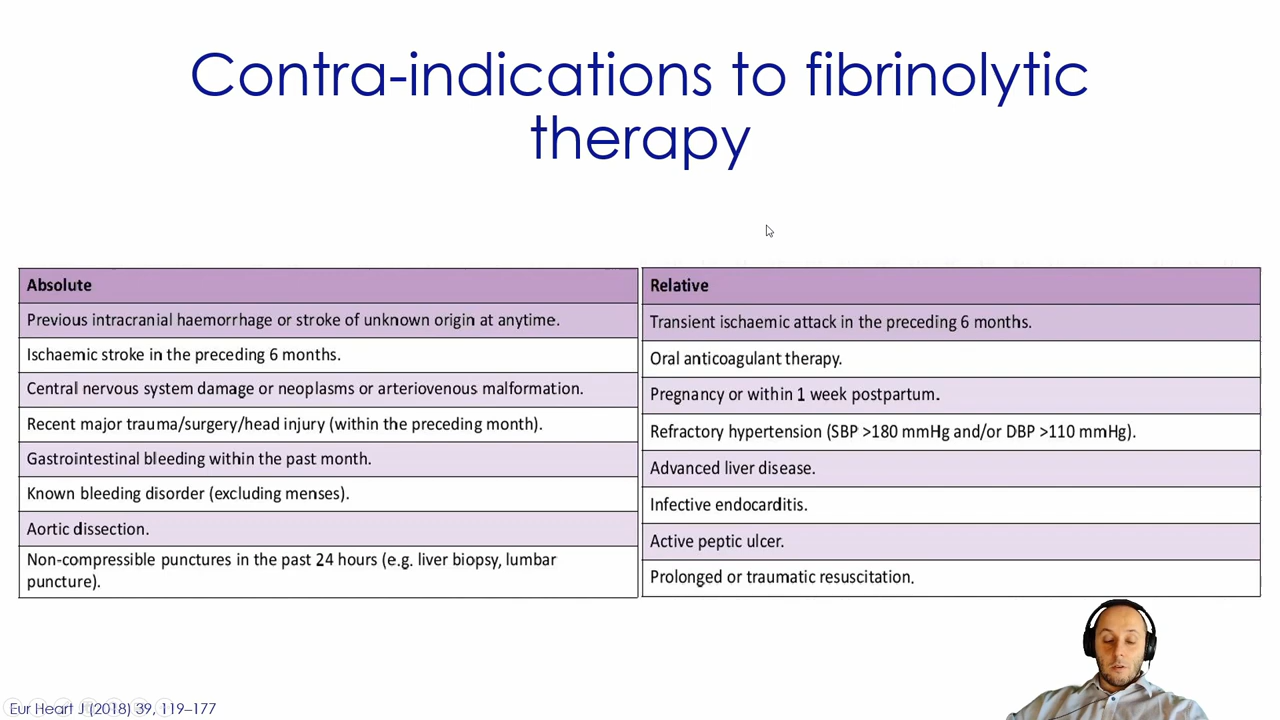 Contra-indications to fibrinolytic
therapy
Absolute
Previous intracranial haemorrhage or stroke of unknown origin at anytime.
Ischaemic stroke in the preceding 6 months.
Central nervous system damage or neoplasms or arteriovenous malformation.
Recent major trauma/surgery/head injury (within the preceding month).
Gastrointestinal bleeding within the past month.
Known bleeding disorder (excluding menses).
Aortic dissection.
Non-compressible punctures in the past 24 hours (e.g. liver biopsy, lumbar
puncture).
Relative
Transient ischaemic attack in the preceding 6 months.
Oral anticoagulant therapy.
Pregnancy or within 1 week postpartum.
Refractory hypertension (SBP >180 mmHg and/or DBP >110 mmHg).
Advanced liver disease.
Infective endocarditis.
Active peptic ulcer.
Prolonged or traumatic resuscitation.
Eur Heart J (2018) 39, 119–177